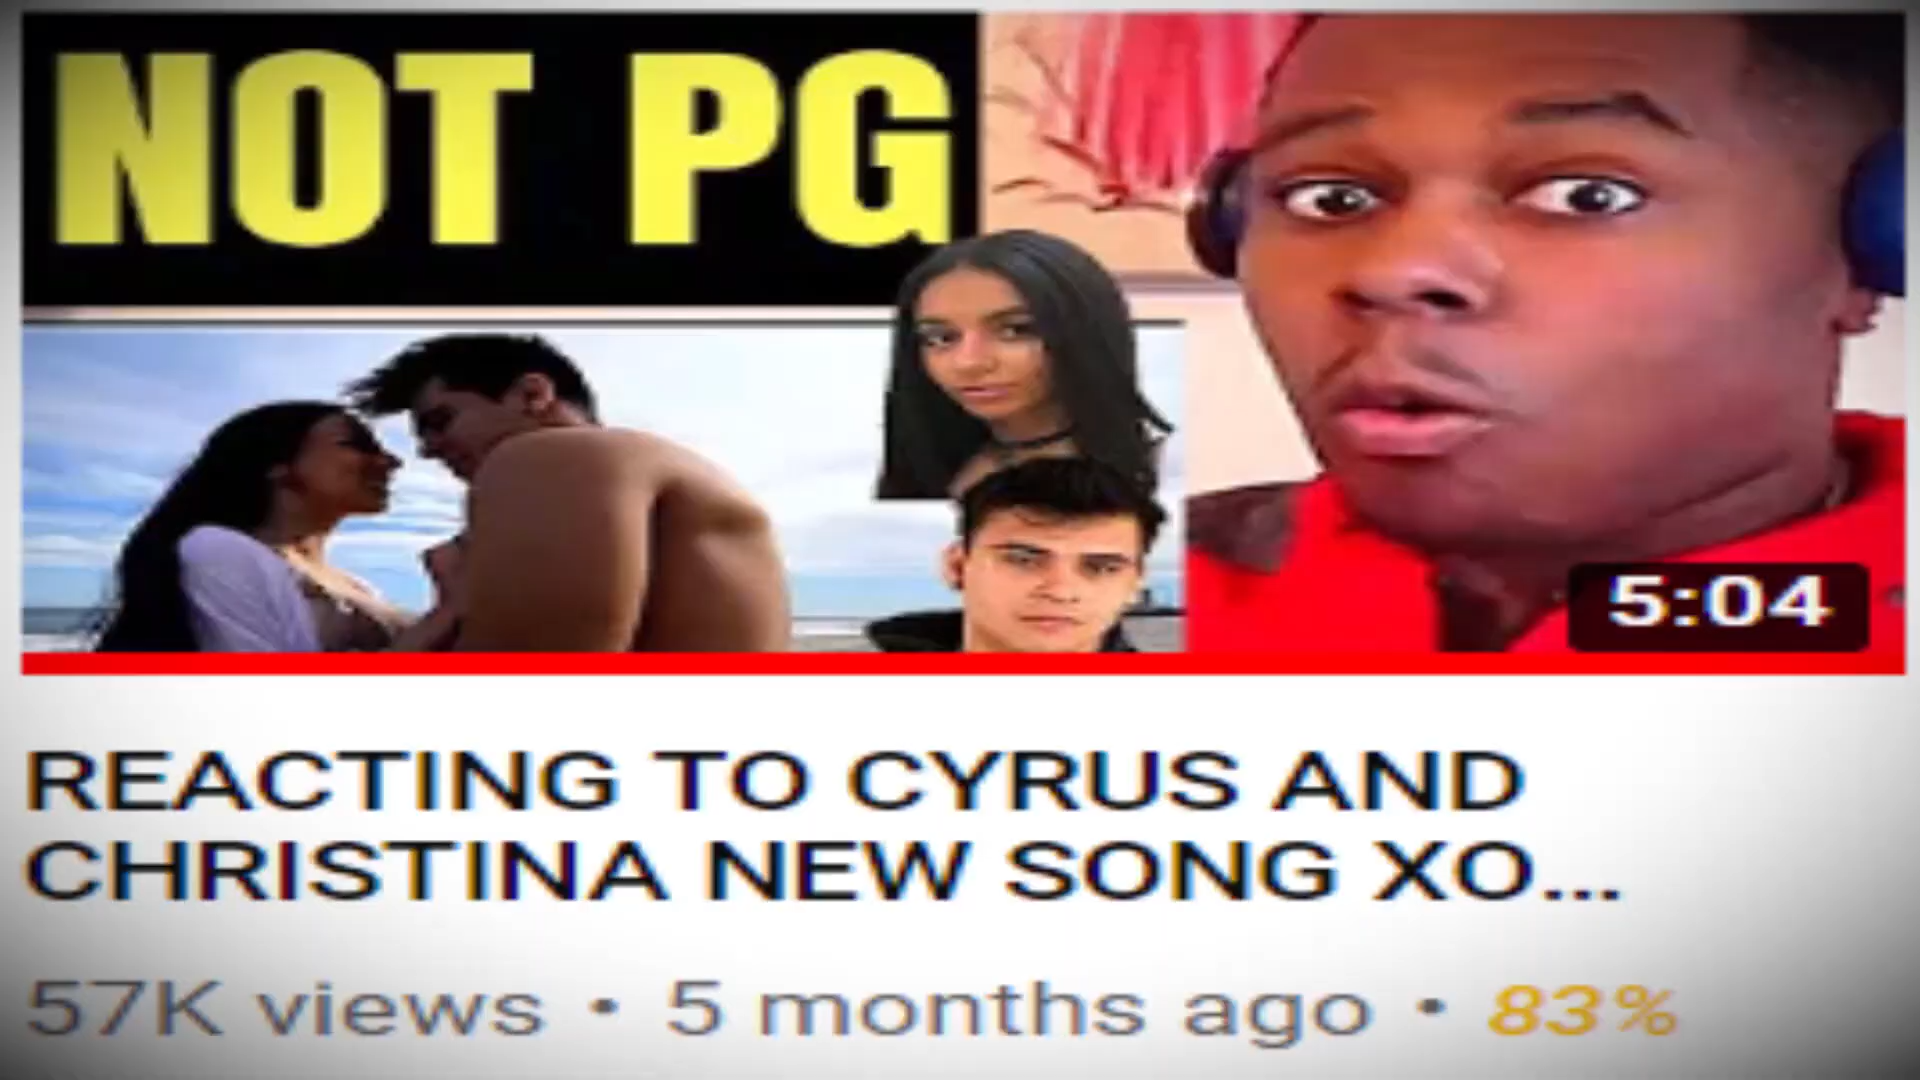 NOT PG
5:04
REACTING TO CYRUS AND
CHRISTINA NEW SONG XO...
57K views • 5 months ago • 83%